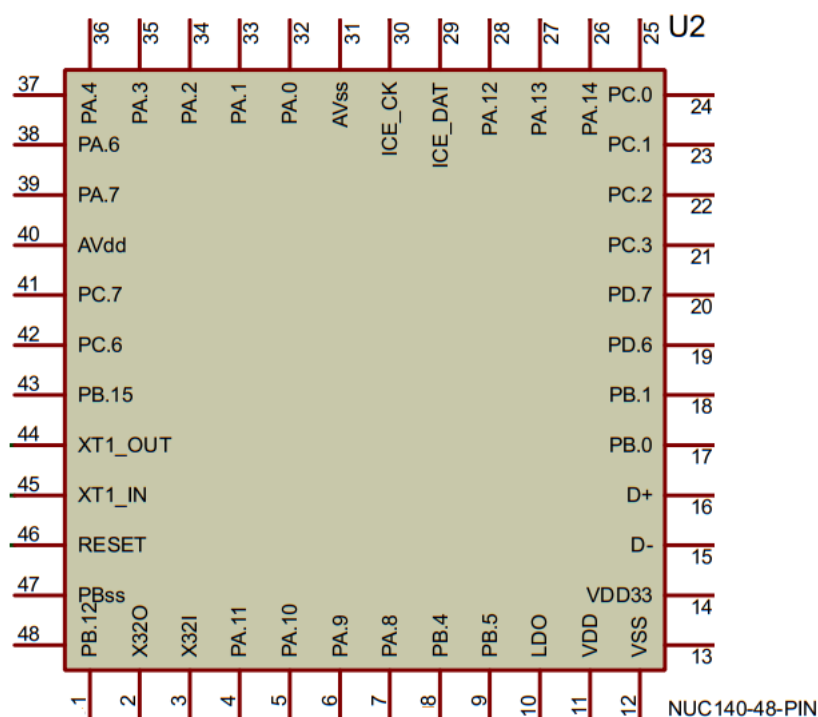 36 35 34 33 32 31 30 29 28 27 26 25 U2
PA.4 PA.3 PA.2 PA.1 PA.0 AVss ICE_CK ICE_DAT PA.12 PA.13 PA.14
37 PC.0 24
38 PA.6 PC.1 23
39 PA.7 PC.2 22
40 AVdd PC.3 21
41 PC.7 PD.7 20
42 PC.6 PD.6 19
43 PB.15 PB.1 18
44 XT1_OUT PB.0 17
45 XT1_IN D+ 16
46 RESET D- 15
47 PBss VDD33 14
48 13
PB.12 X32O X32I PA.11 PA.10 PA.9 PA.8 PB.4 PB.5 LDO VDD VSS
1 2 3 4 5 6 7 8 9 10 11 12
NUC140-48-PIN